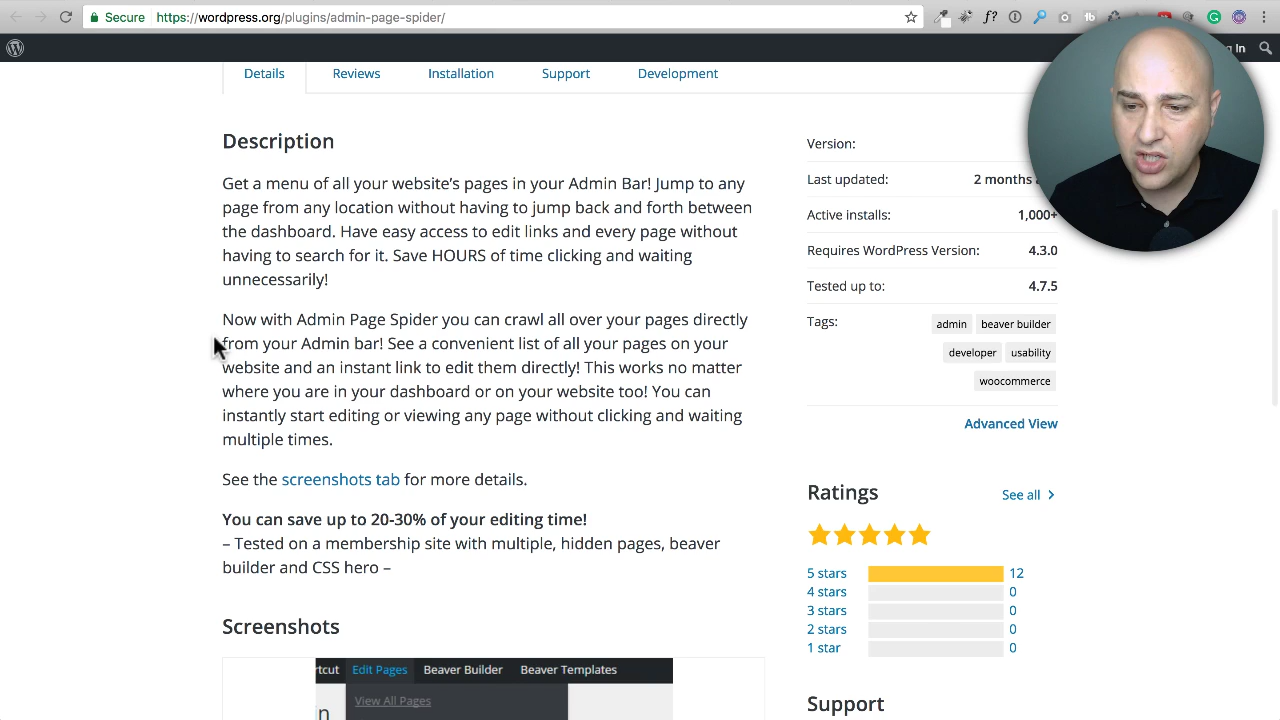 Secure https://wordpress.org/plugins/admin-page-spider/
f?
tb
In
Details Reviews Installation Support Development
Description
Get a menu of all your website's pages in your Admin Bar! Jump to any
page from any location without having to jump back and forth between
the dashboard. Have easy access to edit links and every page without
having to search for it. Save HOURS of time clicking and waiting
unnecessarily!
Now with Admin Page Spider you can crawl all over your pages directly
from your Admin bar! See a convenient list of all your pages on your
website and an instant link to edit them directly! This works no matter
where you are in your dashboard or on your website too! You can
instantly start editing or viewing any page without clicking and waiting
multiple times.
See the screenshots tab for more details.
You can save up to 20-30% of your editing time!
– Tested on a membership site with multiple, hidden pages, beaver
builder and CSS hero –
Screenshots
rtcut Edit Pages Beaver Builder Beaver Templates
View All Pages
in
Version:
Last updated: 2 months
Active installs: 1,000+
Requires WordPress Version: 4.3.0
Tested up to: 4.7.5
Tags: admin beaver builder
developer usability
woocommerce
Advanced View
Ratings See all
5 stars 12
4 stars 0
3 stars 0
2 stars 0
1 star 0
Support